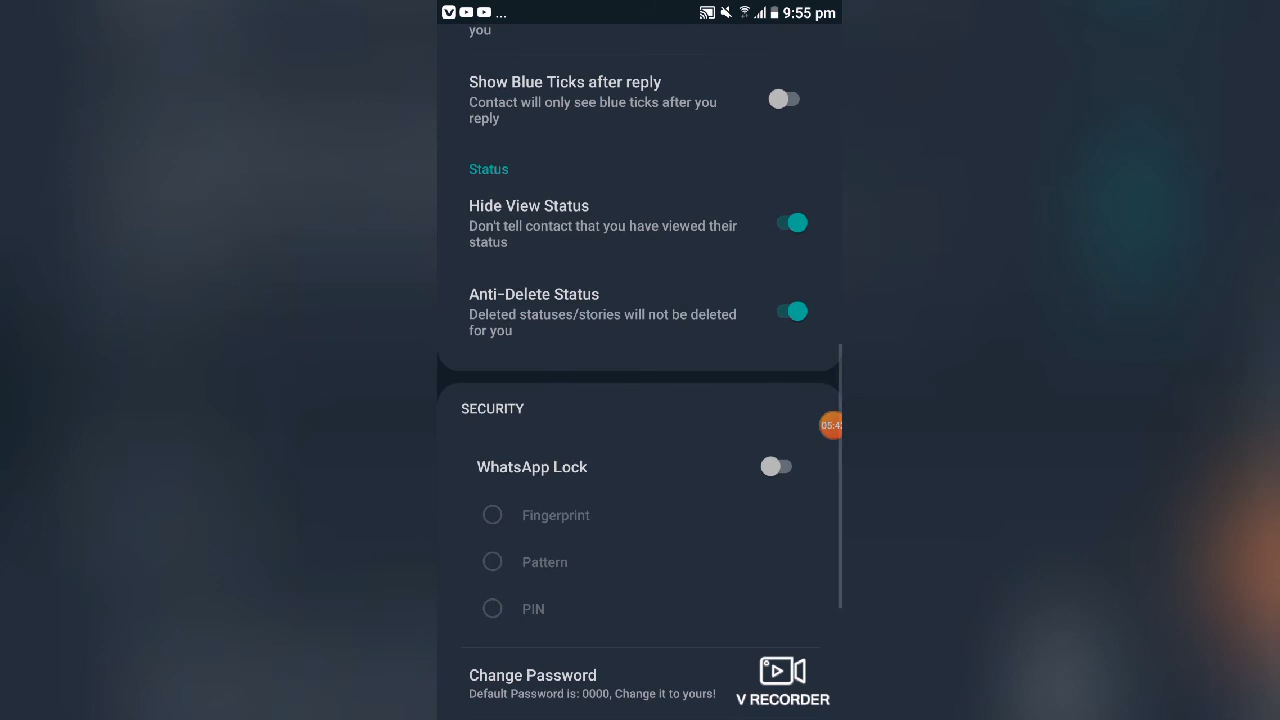 ... 9:55 pm
you
Show Blue Ticks after reply
Contact will only see blue ticks after you
reply
Status
Hide View Status
Don't tell contact that you have viewed their
status
Anti-Delete Status
Deleted statuses/stories will not be deleted
for you
SECURITY
WhatsApp Lock
Fingerprint
Pattern
PIN
Change Password
Default Password is: 0000, Change it to yours!
V RECORDER